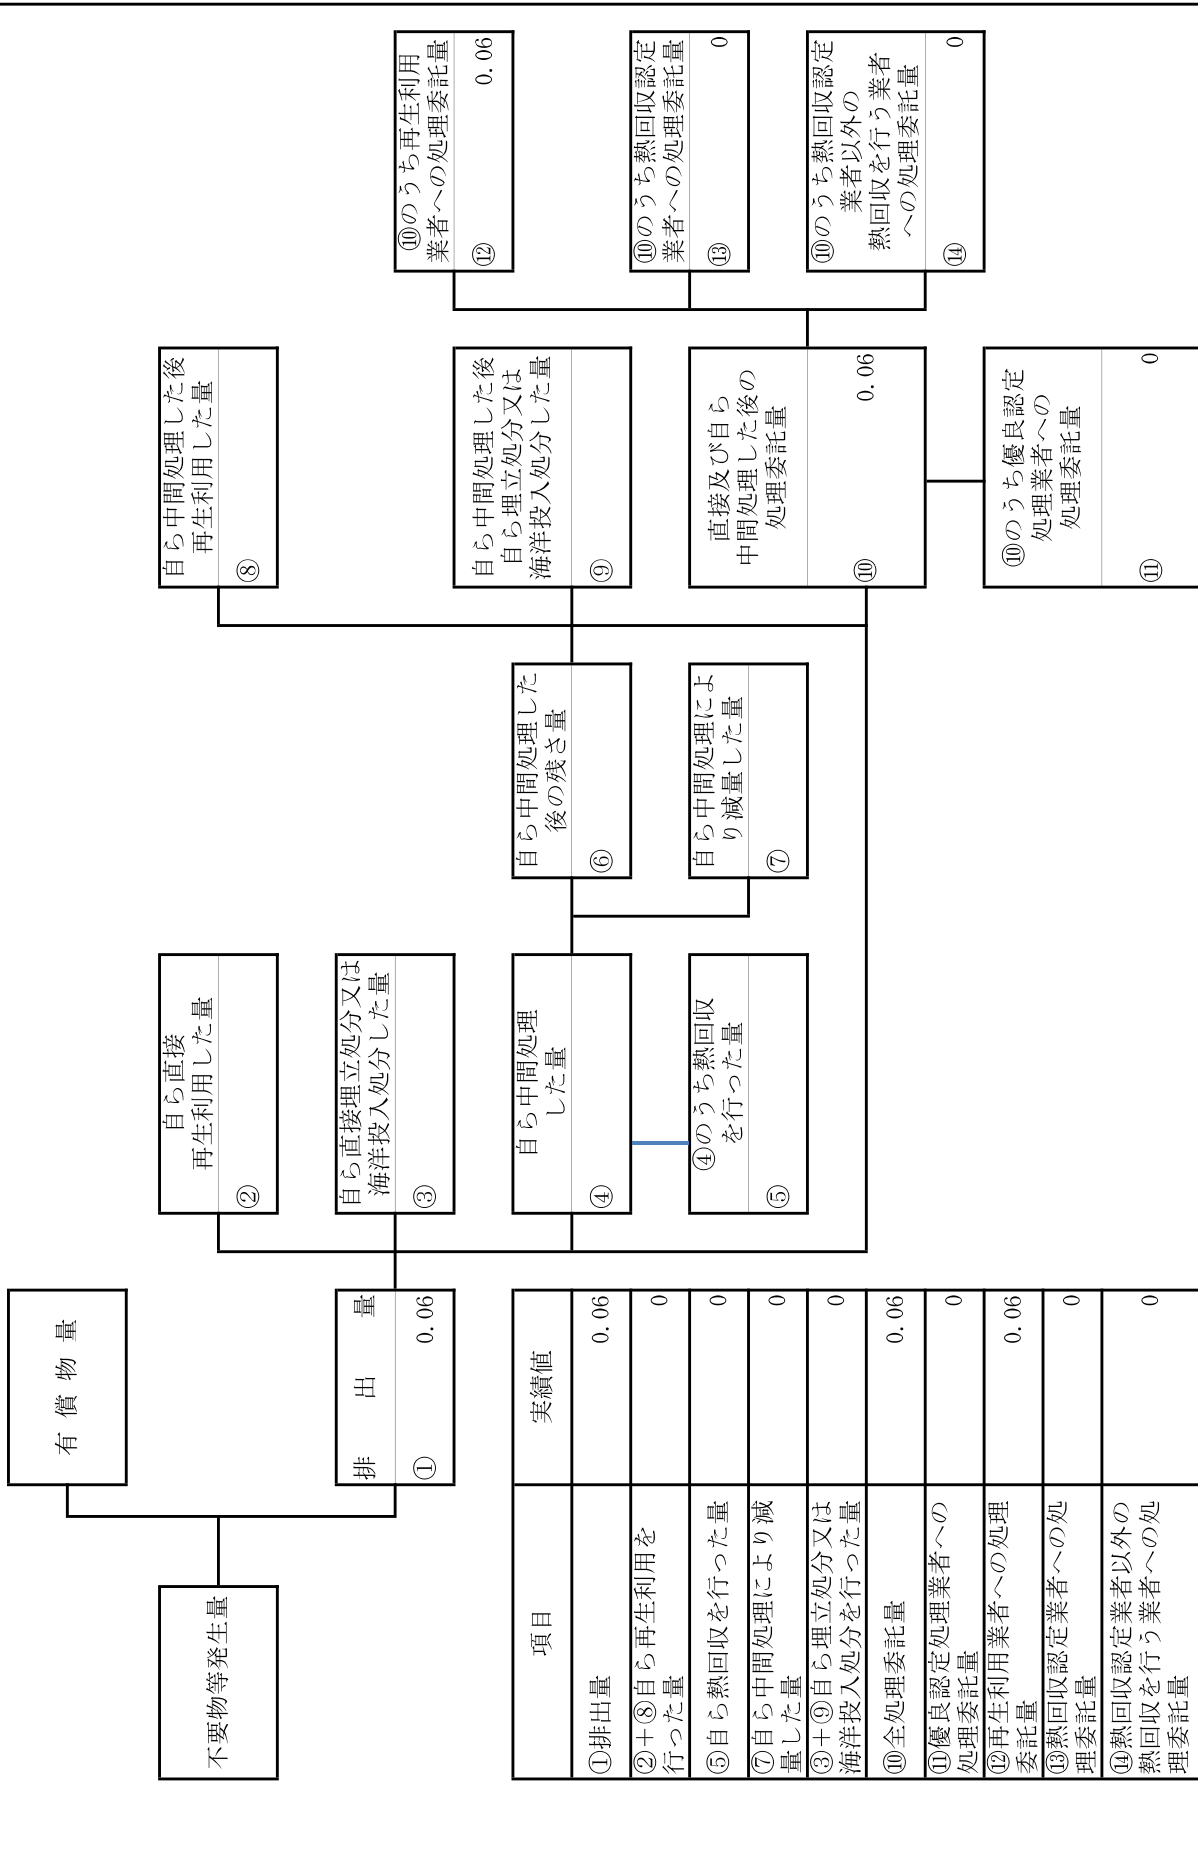 不要物等発生量
有 償 物 量
排 出 量
① 0.06
自ら直接
再生利用した量
②
自ら直接埋立処分又は
海洋投入処分した量
③
自ら中間処理
した量
④
④のうち熱回収
を行った量
⑤
自ら中間処理した
後の残さ量
⑥
自ら中間処理によ
り減量した量
⑦
自ら中間処理した後
再生利用した量
⑧
自ら中間処理した後
自ら埋立処分又は
海洋投入処分した量
⑨
直接及び自ら
中間処理した後の
処理委託量
⑩ 0.06
⑩のうち優良認定
処理業者への
処理委託量
⑪ 0
⑩のうち再生利用
業者への処理委託量
⑫ 0.06
⑩のうち熱回収認定
業者への処理委託量
⑬ 0
⑩のうち熱回収認定
業者以外の
熱回収を行う業者
への処理委託量
⑭ 0
項目 実績値
①排出量 0.06
②+⑧自ら再生利用を
行った量 0
⑤自ら熱回収を行った量 0
⑦自ら中間処理により減
量した量 0
③+⑨自ら埋立処分又は
海洋投入処分を行った量 0
⑩全処理委託量 0.06
⑪優良認定処理業者への
処理委託量 0
⑫再生利用業者への処理
委託量 0.06
⑬熱回収認定業者への処
理委託量 0
⑭熱回収認定業者以外の
熱回収を行う業者への処
理委託量 0